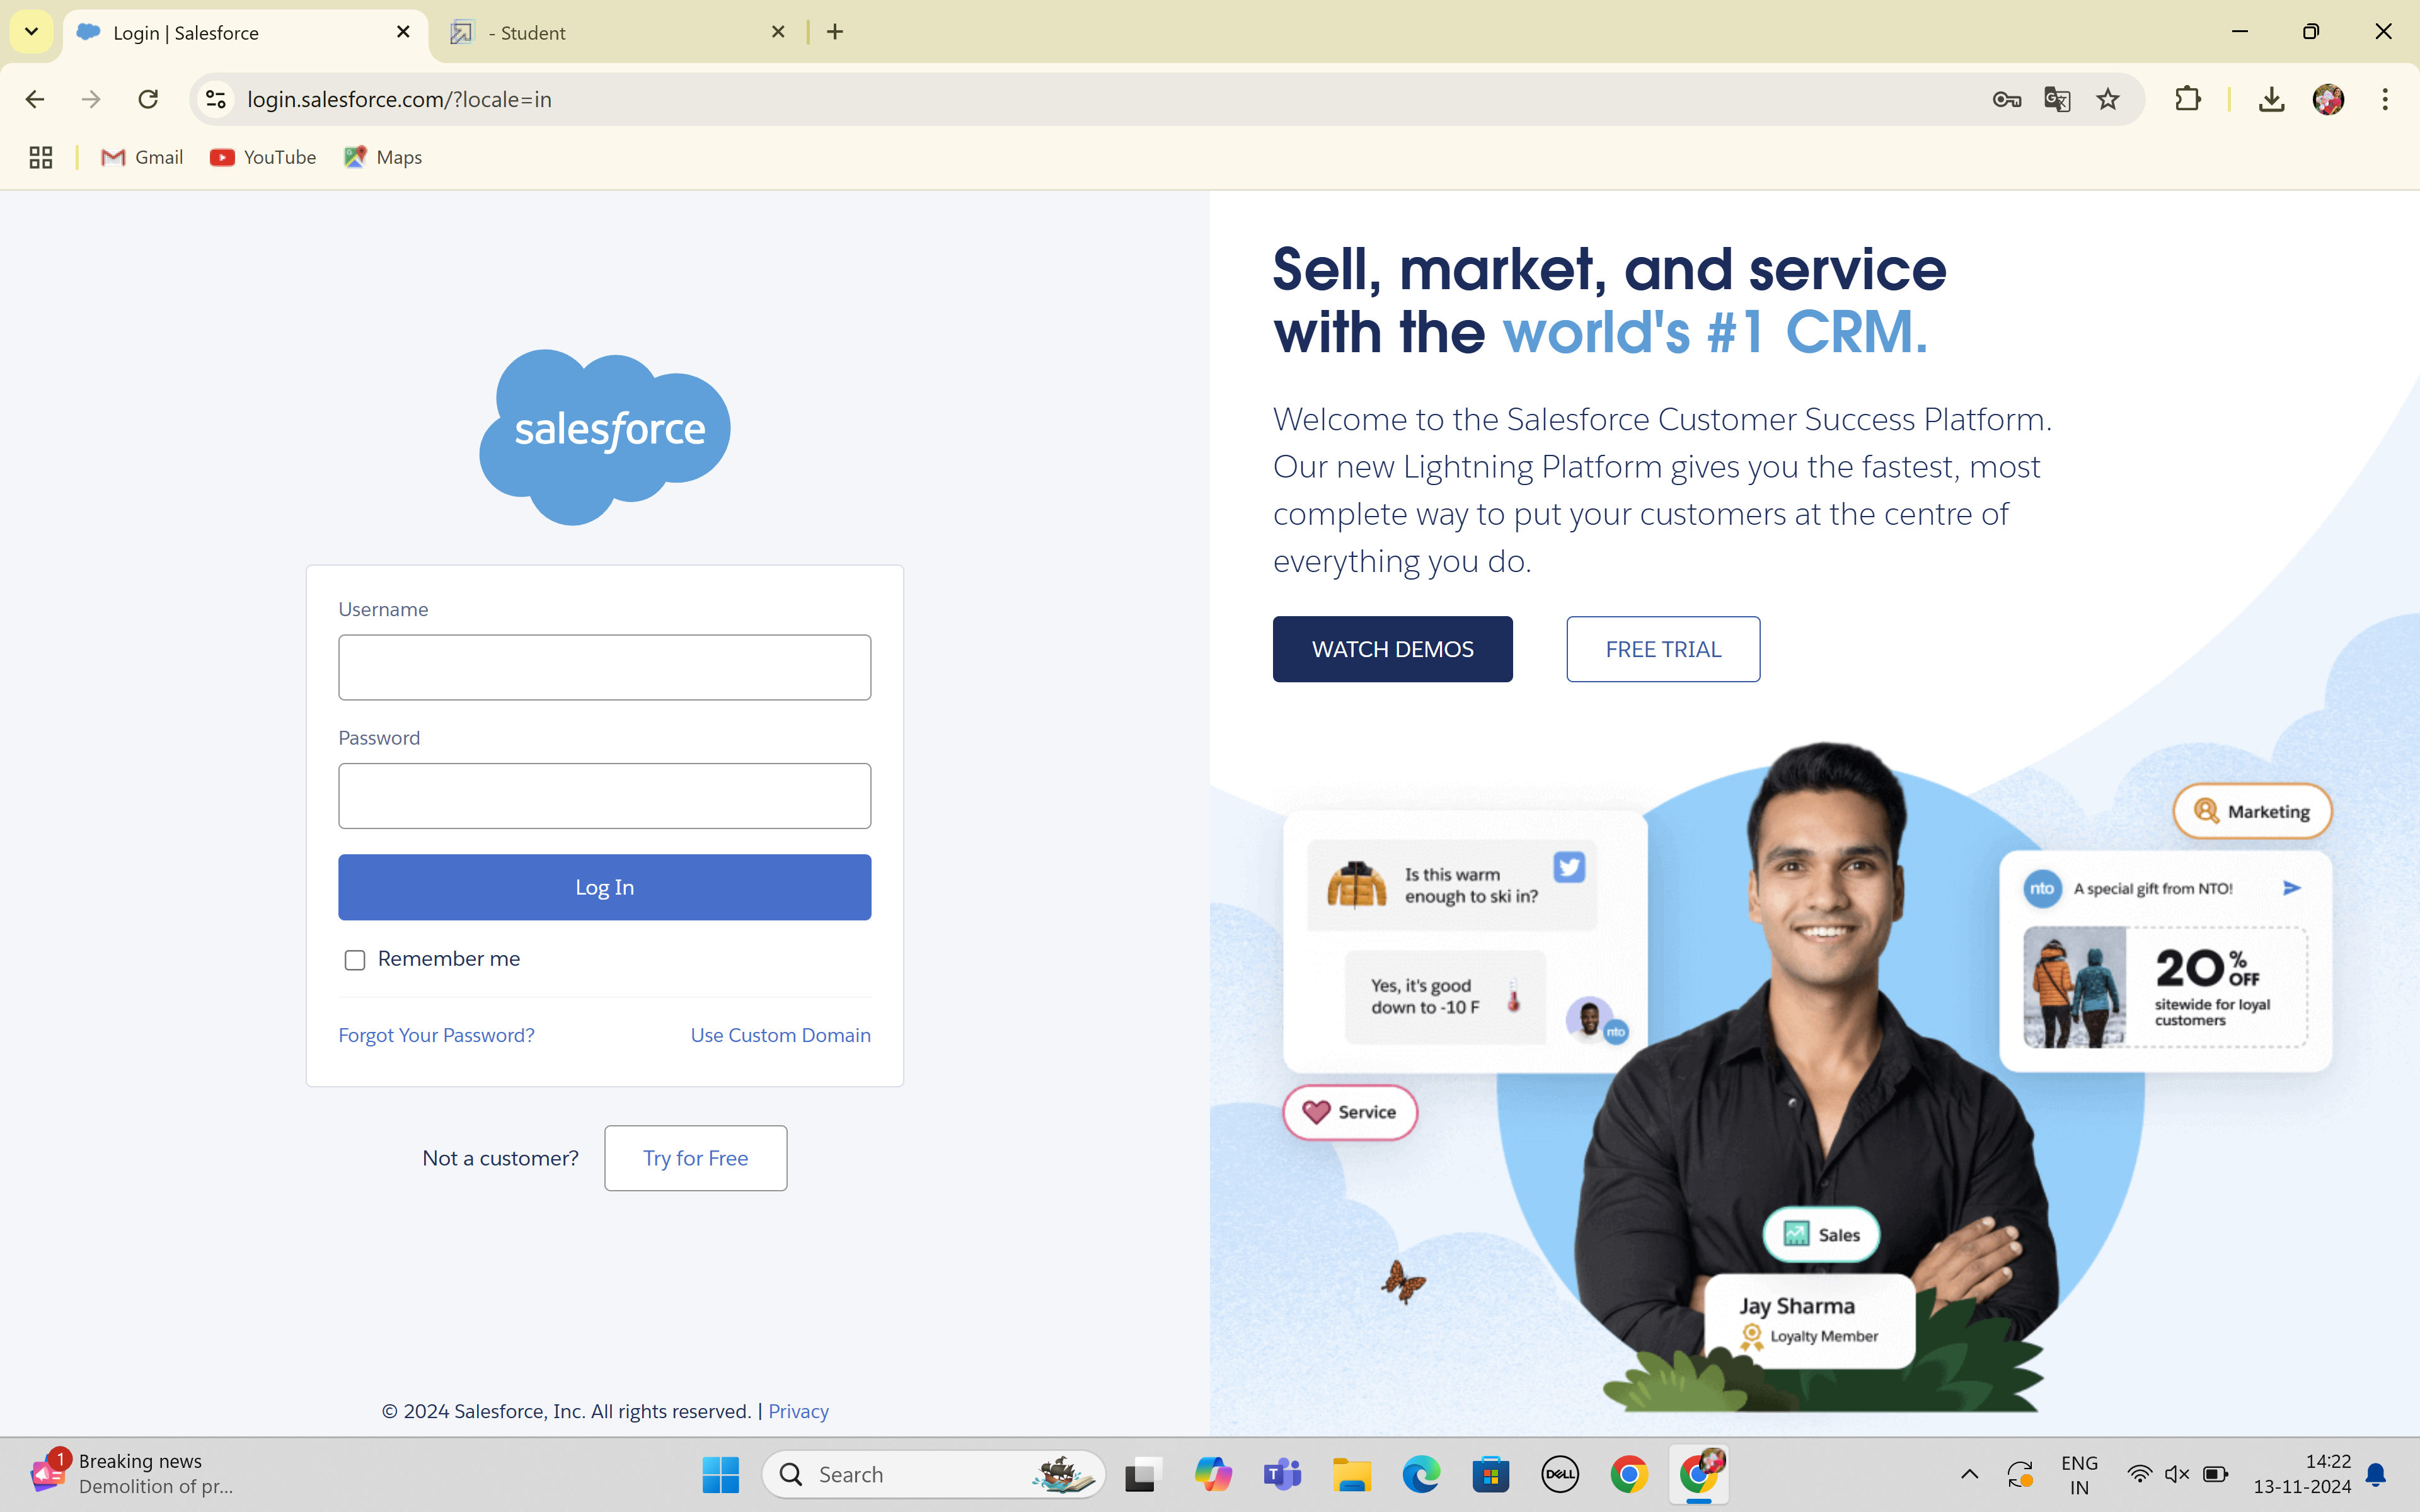 Login | Salesforce
- Student
login.salesforce.com/?locale=in
Gmail
YouTube
Maps
salesforce
Username
Password
Log In
Remember me
Forgot Your Password?
Use Custom Domain
Not a customer?
Try for Free
© 2024 Salesforce, Inc. All rights reserved. | Privacy
Sell, market, and service
with the world's #1 CRM.
Welcome to the Salesforce Customer Success Platform.
Our new Lightning Platform gives you the fastest, most
complete way to put your customers at the centre of
everything you do.
WATCH DEMOS
FREE TRIAL
Is this warm
enough to ski in?
Yes, it's good
down to -10 F
nto
Service
Marketing
nto
A special gift from NTO!
20% OFF
sitewide for loyal
customers
Sales
Jay Sharma
Loyalty Member
1
Breaking news
Demolition of pr...
Search
T
DELL
ENG
IN
14:22
13-11-2024